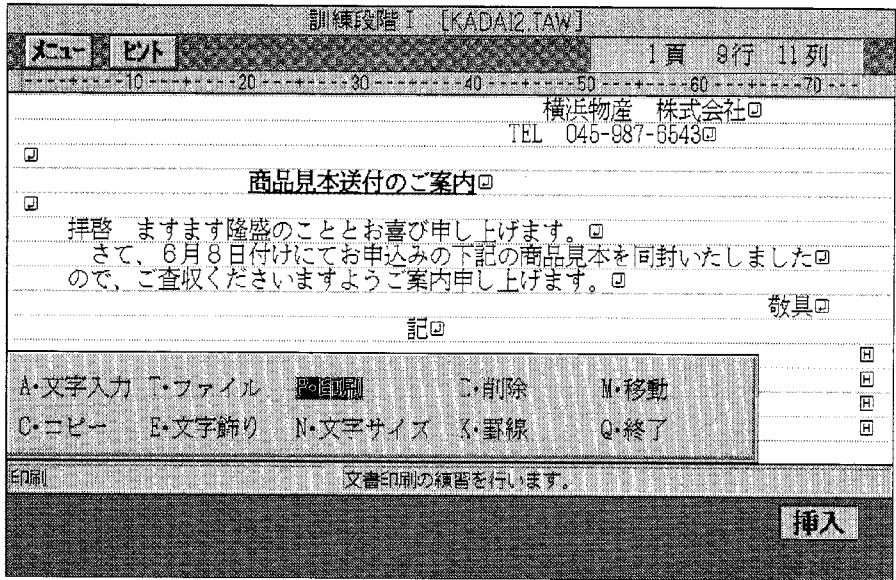 訓練段階Ⅰ [KADAI2.TAW]
メニュー ヒント 1頁 9行 11列
----+----10----+----20----+----30----+----40----+----50----+----60----+----70----
横浜物産 株式会社
TEL 045-987-6543
商品見本送付のご案内
拝啓 ますます隆盛のこととお喜び申し上げます。
さて、6月8日付けにてお申込みの下記の商品見本を同封いたしました
ので、ご査収くださいますようご案内申し上げます。
敬具
記
H
A・文字入力 T・ファイル P・印刷 D・削除 M・移動 H
H
C・コピー E・文字飾り N・文字サイズ K・罫線 Q・終了 H
印刷 文書印刷の練習を行います。
挿入